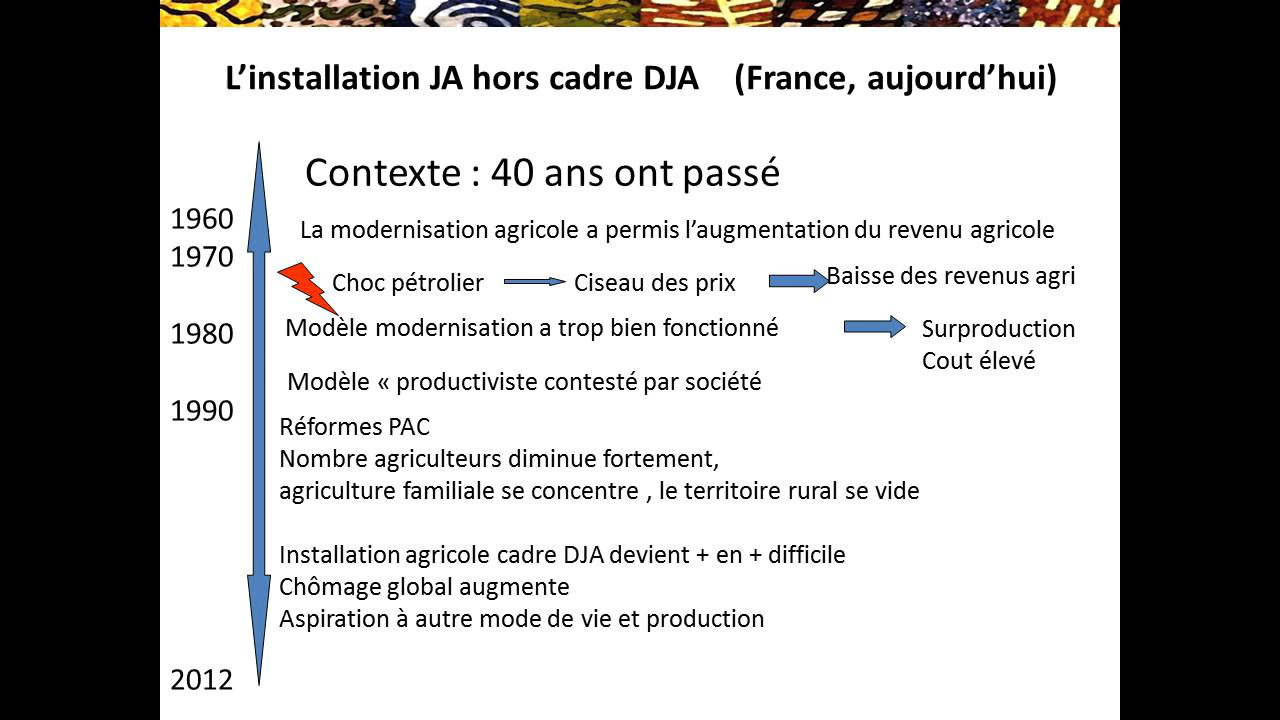 L’installation JA hors cadre DJA (France, aujourd’hui)
Contexte : 40 ans ont passé
1960
La modernisation agricole a permis l’augmentation du revenu agricole
1970
Choc pétrolier
Ciseau des prix
Baisse des revenus agri
1980
Modèle modernisation a trop bien fonctionné
Surproduction
Cout élevé
Modèle « productiviste contesté par société
1990
Réformes PAC
Nombre agriculteurs diminue fortement,
agriculture familiale se concentre , le territoire rural se vide
Installation agricole cadre DJA devient + en + difficile
Chômage global augmente
Aspiration à autre mode de vie et production
2012